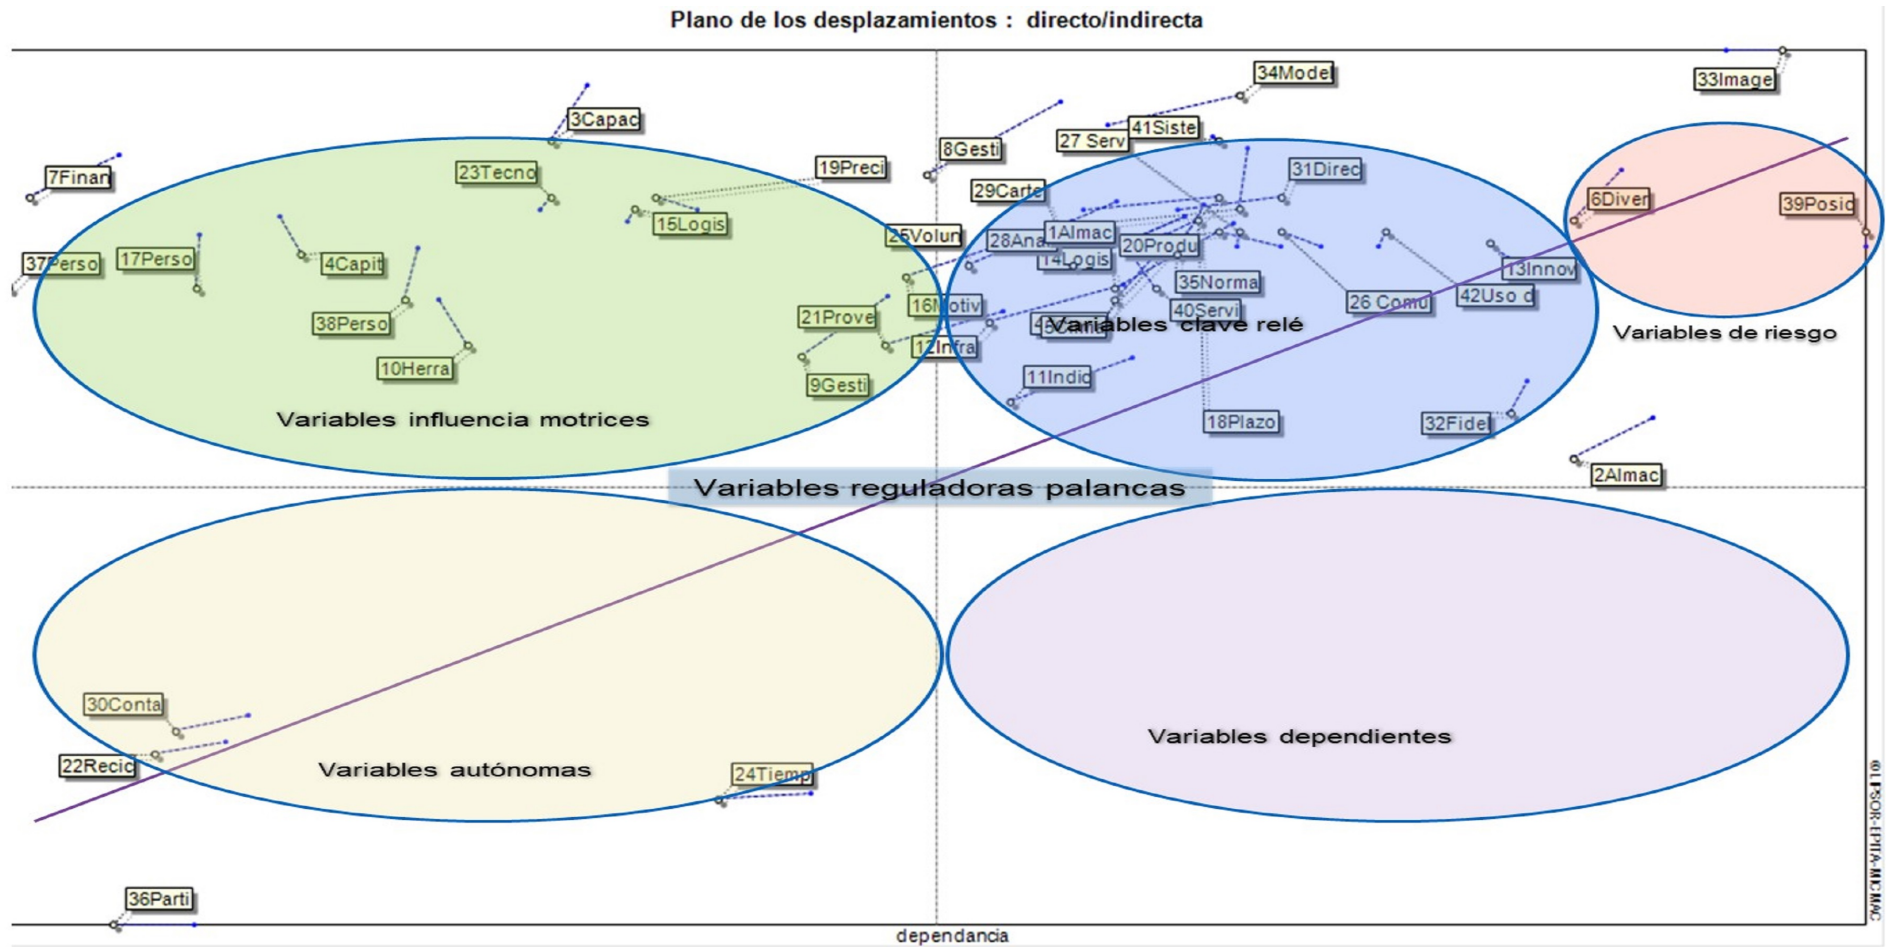 Plano de los desplazamientos : directo/indirecta
34Model
33Image
3Capac
41Siste
27 Serv
8Gesti
19Preci
23Tecno
31Direc
7Finan
29Carte
6Diver
39Posic
15Logis
25Volun
28Ana
1Almac
20Produ
17Perso
37Perso
4Capit
14Logis
13Innov
35Norma
42Uso d
26 Comu
16Motiv
40Servi
38Perso
21Prove
Variables clave relé
Variables de riesgo
12Infra
10Herra
9Gesti
11Indic
Variables influencia motrices
18Plazo
32Fidel
2Almac
Variables reguladoras palancas
30Conta
Variables dependientes
22Recic
Variables autónomas
24Tiemp
36Parti
dependancia
©LIPSOR-EPITA-MICMAC